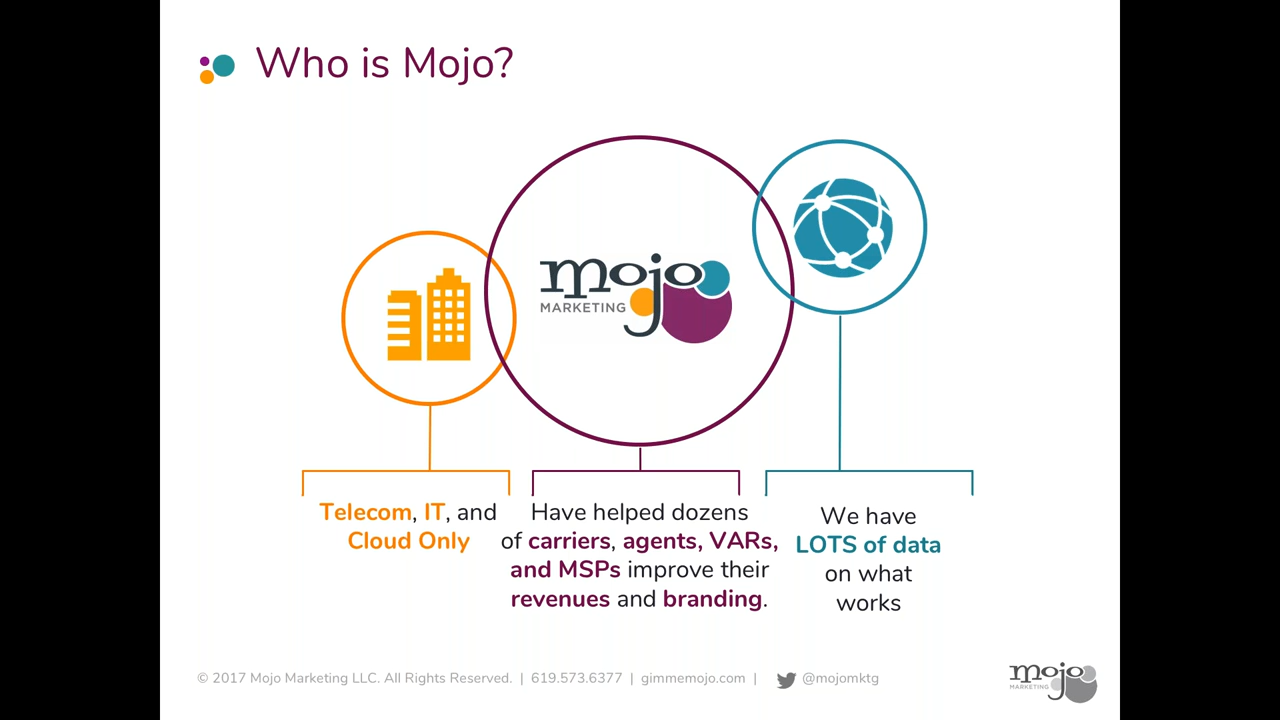 Who is Mojo?
mojo
MARKETING
Telecom, IT, and
Cloud Only
Have helped dozens
of carriers, agents, VARs,
and MSPs improve their
revenues and branding.
We have
LOTS of data
on what
works
© 2017 Mojo Marketing LLC. All Rights Reserved. | 619.573.6377 | gimmemojo.com | @mojomktg
mojo
MARKETING